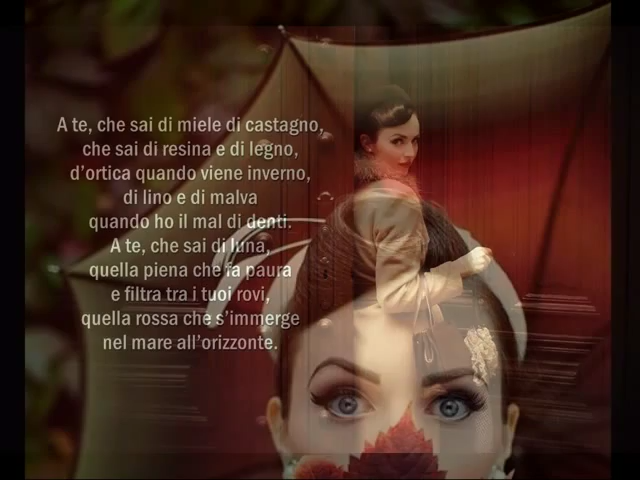 A te, che sai di miele di castagno,
che sai di resina e di legno,
d'ortica quando viene inverno,
di lino e di malva
quando ho il mal di denti.
A te, che sai di luna,
quella piena che fa paura
e filtra tra i tuoi rovi,
quella rossa che s'immerge
nel mare all'orizzonte.